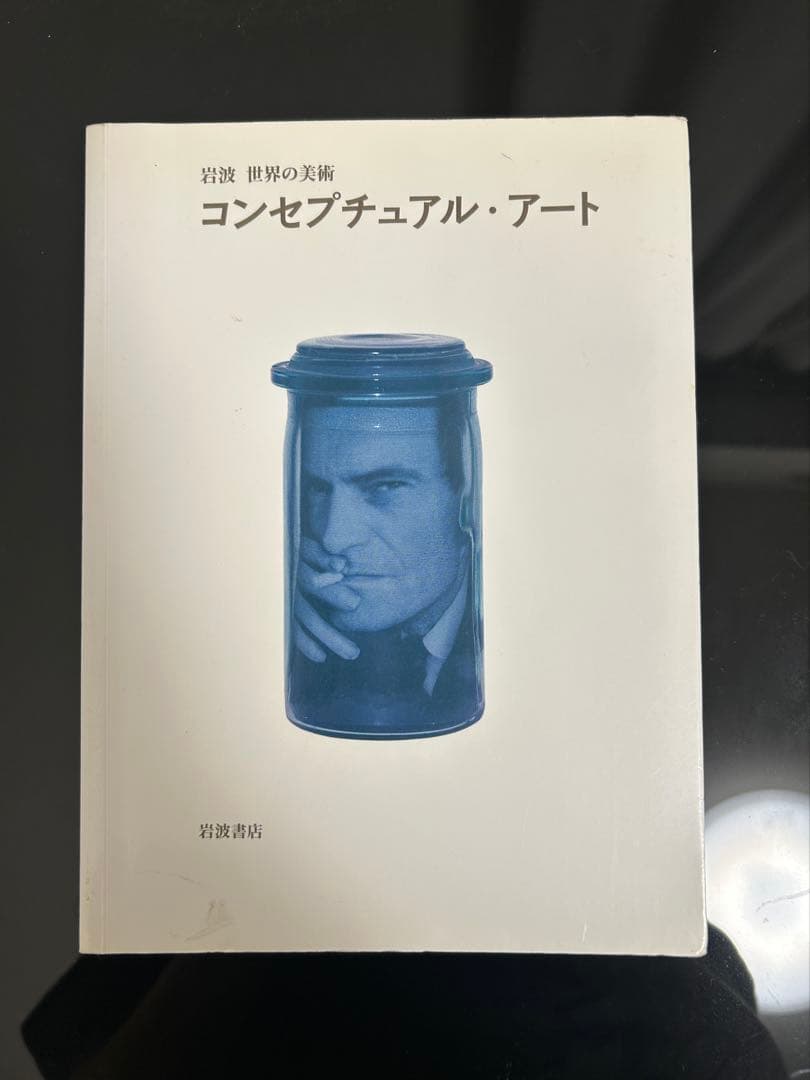 岩波 世界の美術
コンセプチュアル・アート
岩波書店